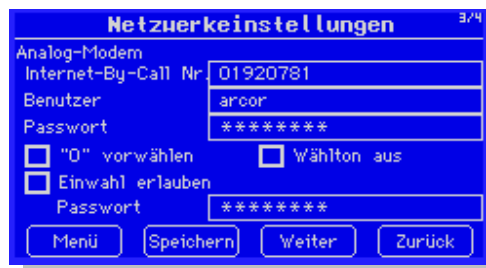 Netzwerkeinstellungen 3/4
Analog-Modem
Internet-By-Call Nr. 01920781
Benutzer arcor
Passwort ********
"0" vorwählen Wählton aus
Einwahl erlauben
Passwort ********
Menü Speichern Weiter Zurück